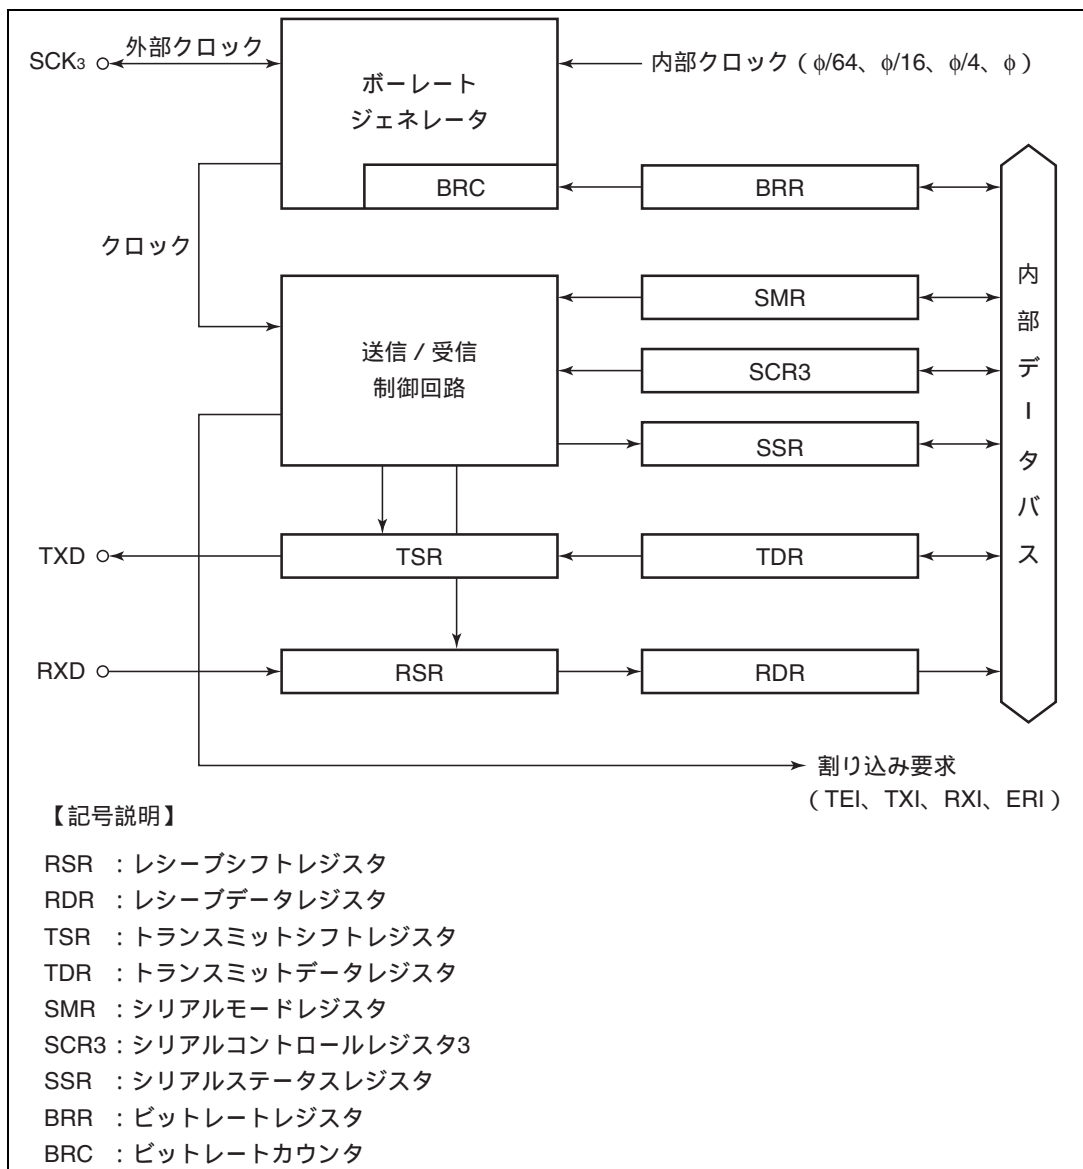 SCK3
外部クロック
内部クロック（φ/64、φ/16、φ/4、φ）
ボーレート
ジェネレータ
BRC
BRR
クロック
SMR
送信 / 受信
制御回路
SCR3
SSR
内部データバス
TXD
TSR
TDR
RXD
RSR
RDR
割り込み要求
（TEI、TXI、RXI、ERI）
【記号説明】
RSR ：レシーブシフトレジスタ
RDR ：レシーブデータレジスタ
TSR ：トランスミットシフトレジスタ
TDR ：トランスミットデータレジスタ
SMR ：シリアルモードレジスタ
SCR3：シリアルコントロールレジスタ3
SSR ：シリアルステータスレジスタ
BRR ：ビットレートレジスタ
BRC ：ビットレートカウンタ